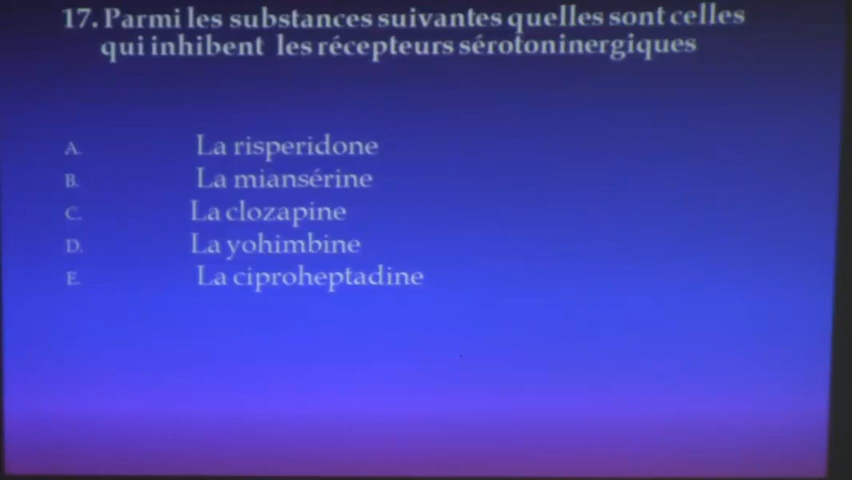 17. Parmi les substances suivantes quelles sont celles
qui inhibent les récepteurs sérotoninergiques
A. La risperidone
B. La miansérine
C. La clozapine
D. La yohimbine
E. La ciproheptadine